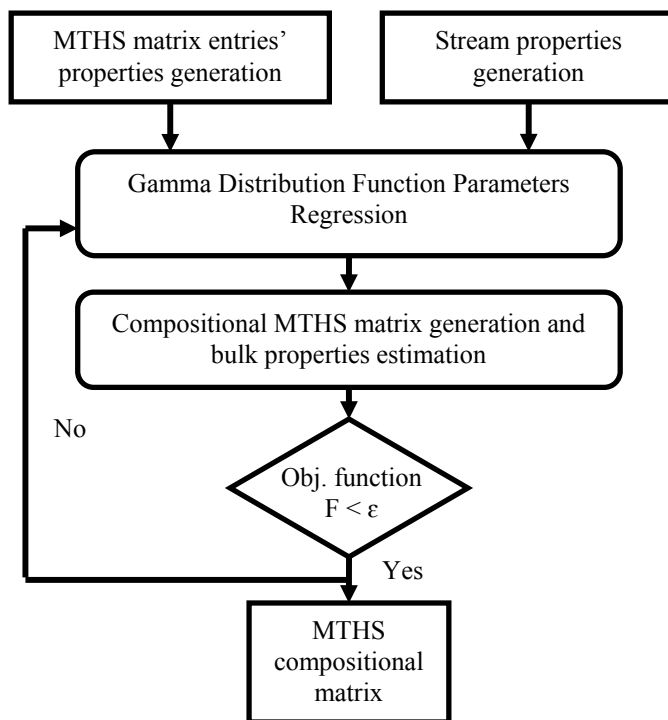 MTHS matrix entries’
properties generation
Stream properties
generation
Gamma Distribution Function Parameters
Regression
Compositional MTHS matrix generation and
bulk properties estimation
No
Obj. function
F < ε
Yes
MTHS
compositional
matrix